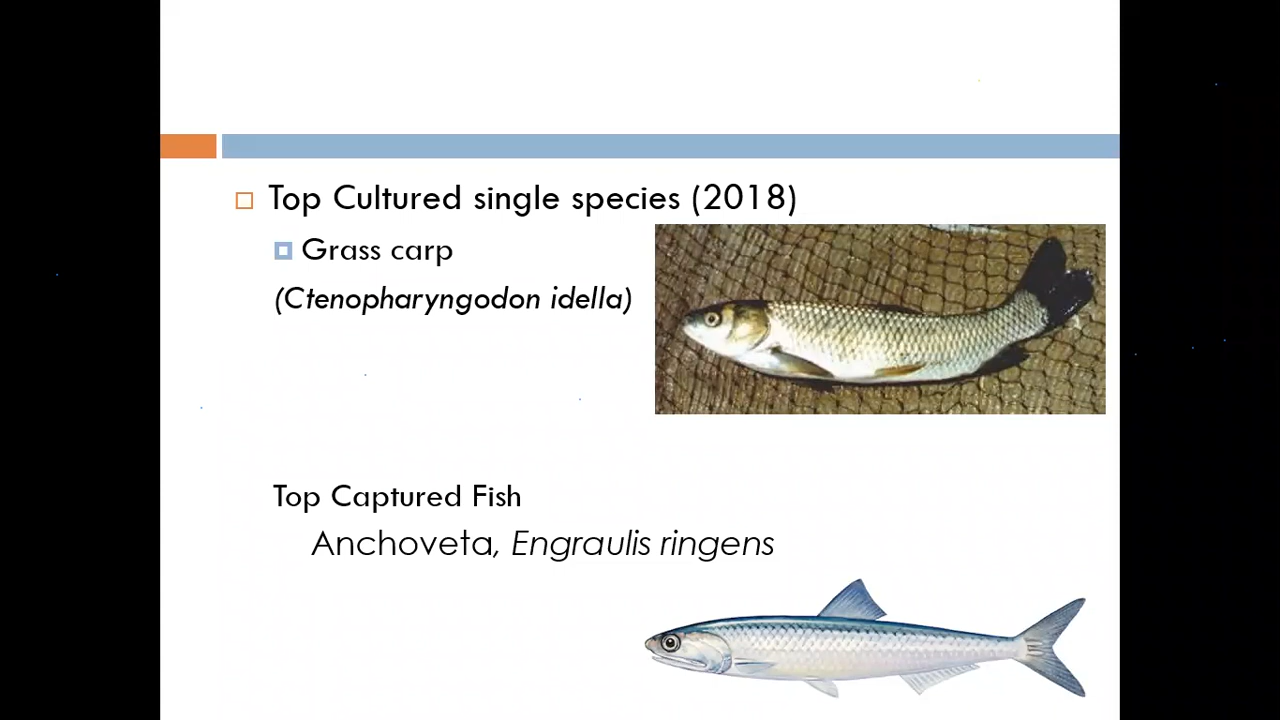 Top Cultured single species (2018)
Grass carp
(Ctenopharyngodon idella)
Top Captured Fish
Anchoveta, Engraulis ringens